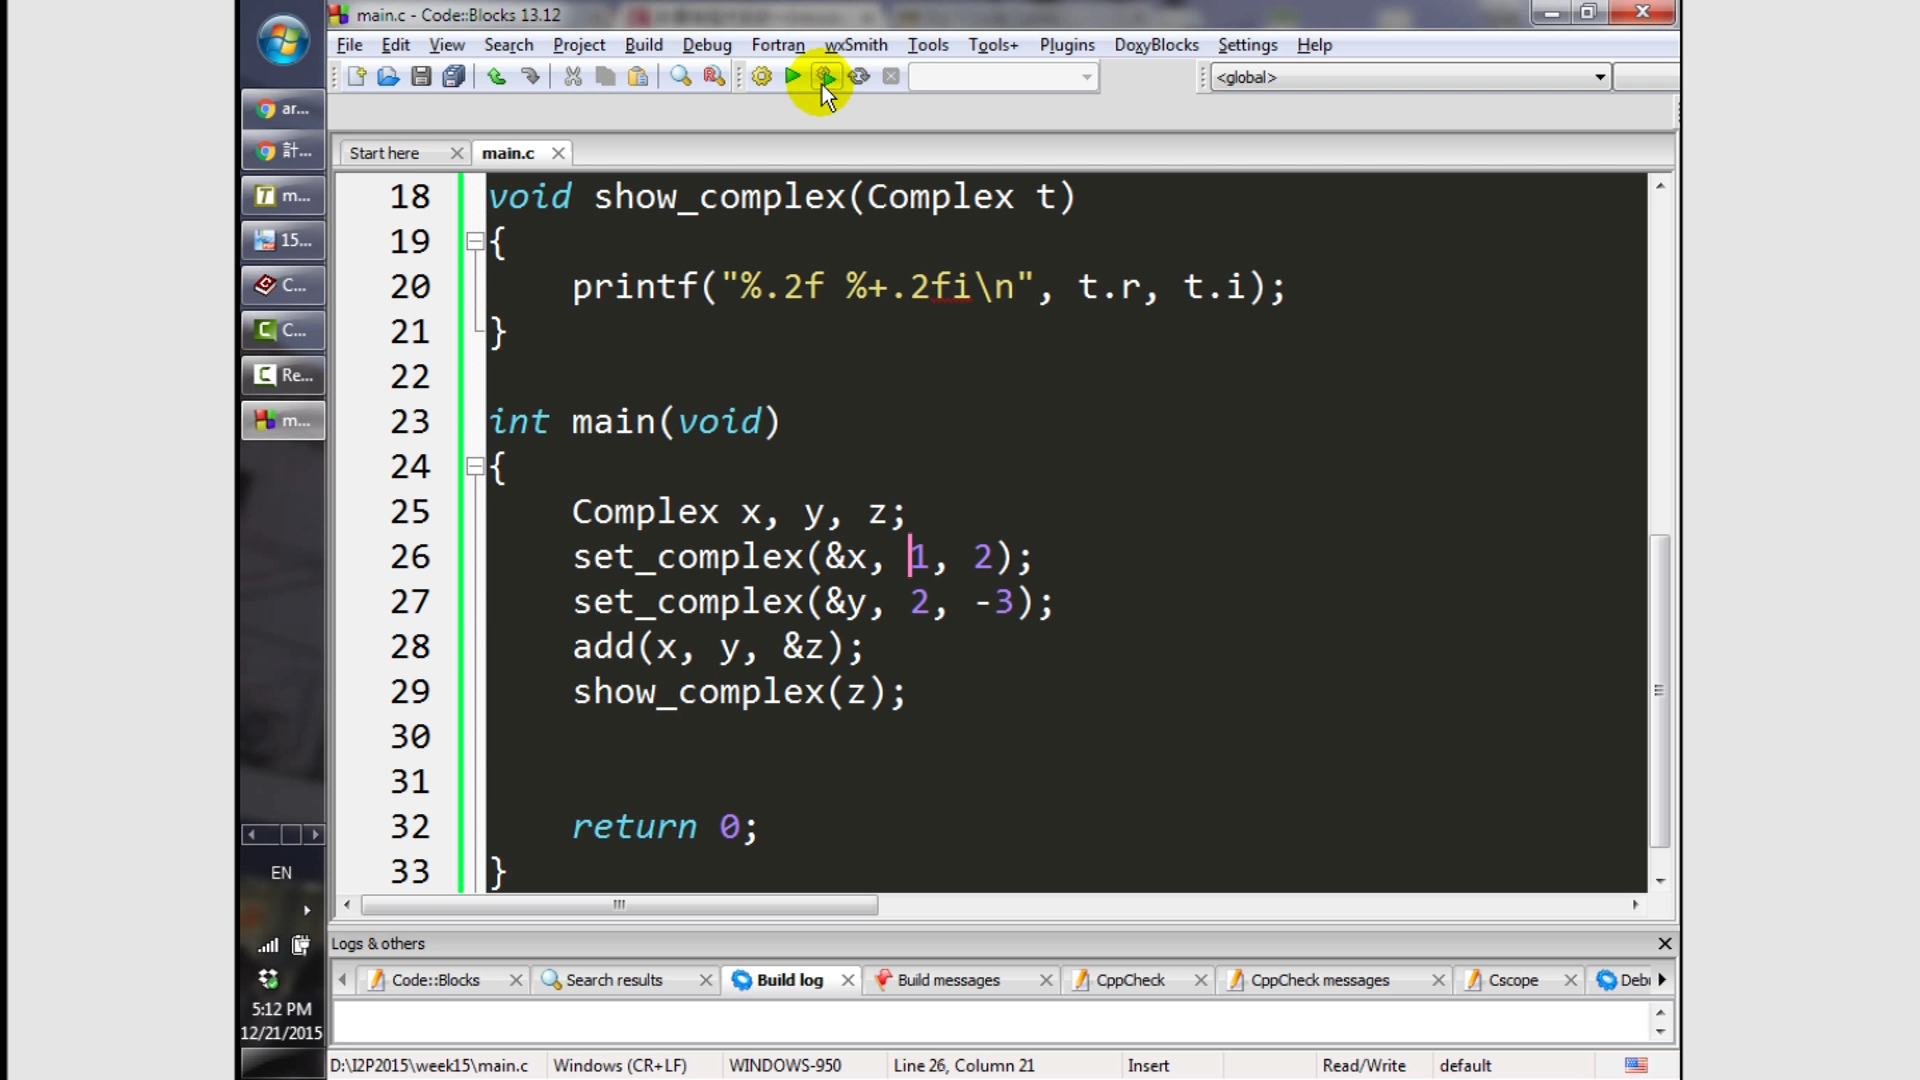 main.c - Code::Blocks 13.12
File Edit View Search Project Build Debug Fortran wxSmith Tools Tools+ Plugins DoxyBlocks Settings Help
<global>
ar...
計...
m...
15...
C...
C...
Re...
m...
Start here
main.c
18 void show_complex(Complex t)
19 {
20 printf("%.2f %+.2fi\n", t.r, t.i);
21 }
22
23 int main(void)
24 {
25 Complex x, y, z;
26 set_complex(&x, 1, 2);
27 set_complex(&y, 2, -3);
28 add(x, y, &z);
29 show_complex(z);
30
31
32 return 0;
33 }
EN
5:12 PM
12/21/2015
Logs & others
Code::Blocks Search results Build log Build messages CppCheck CppCheck messages Cscope Deb
D:\I2P2015\week15\main.c Windows (CR+LF) WINDOWS-950 Line 26, Column 21 Insert Read/Write default